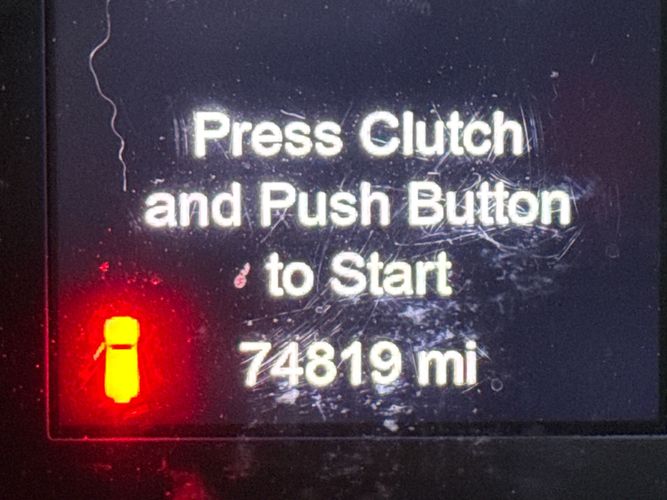 Press Clutch
and Push Button
to Start
74819 mi